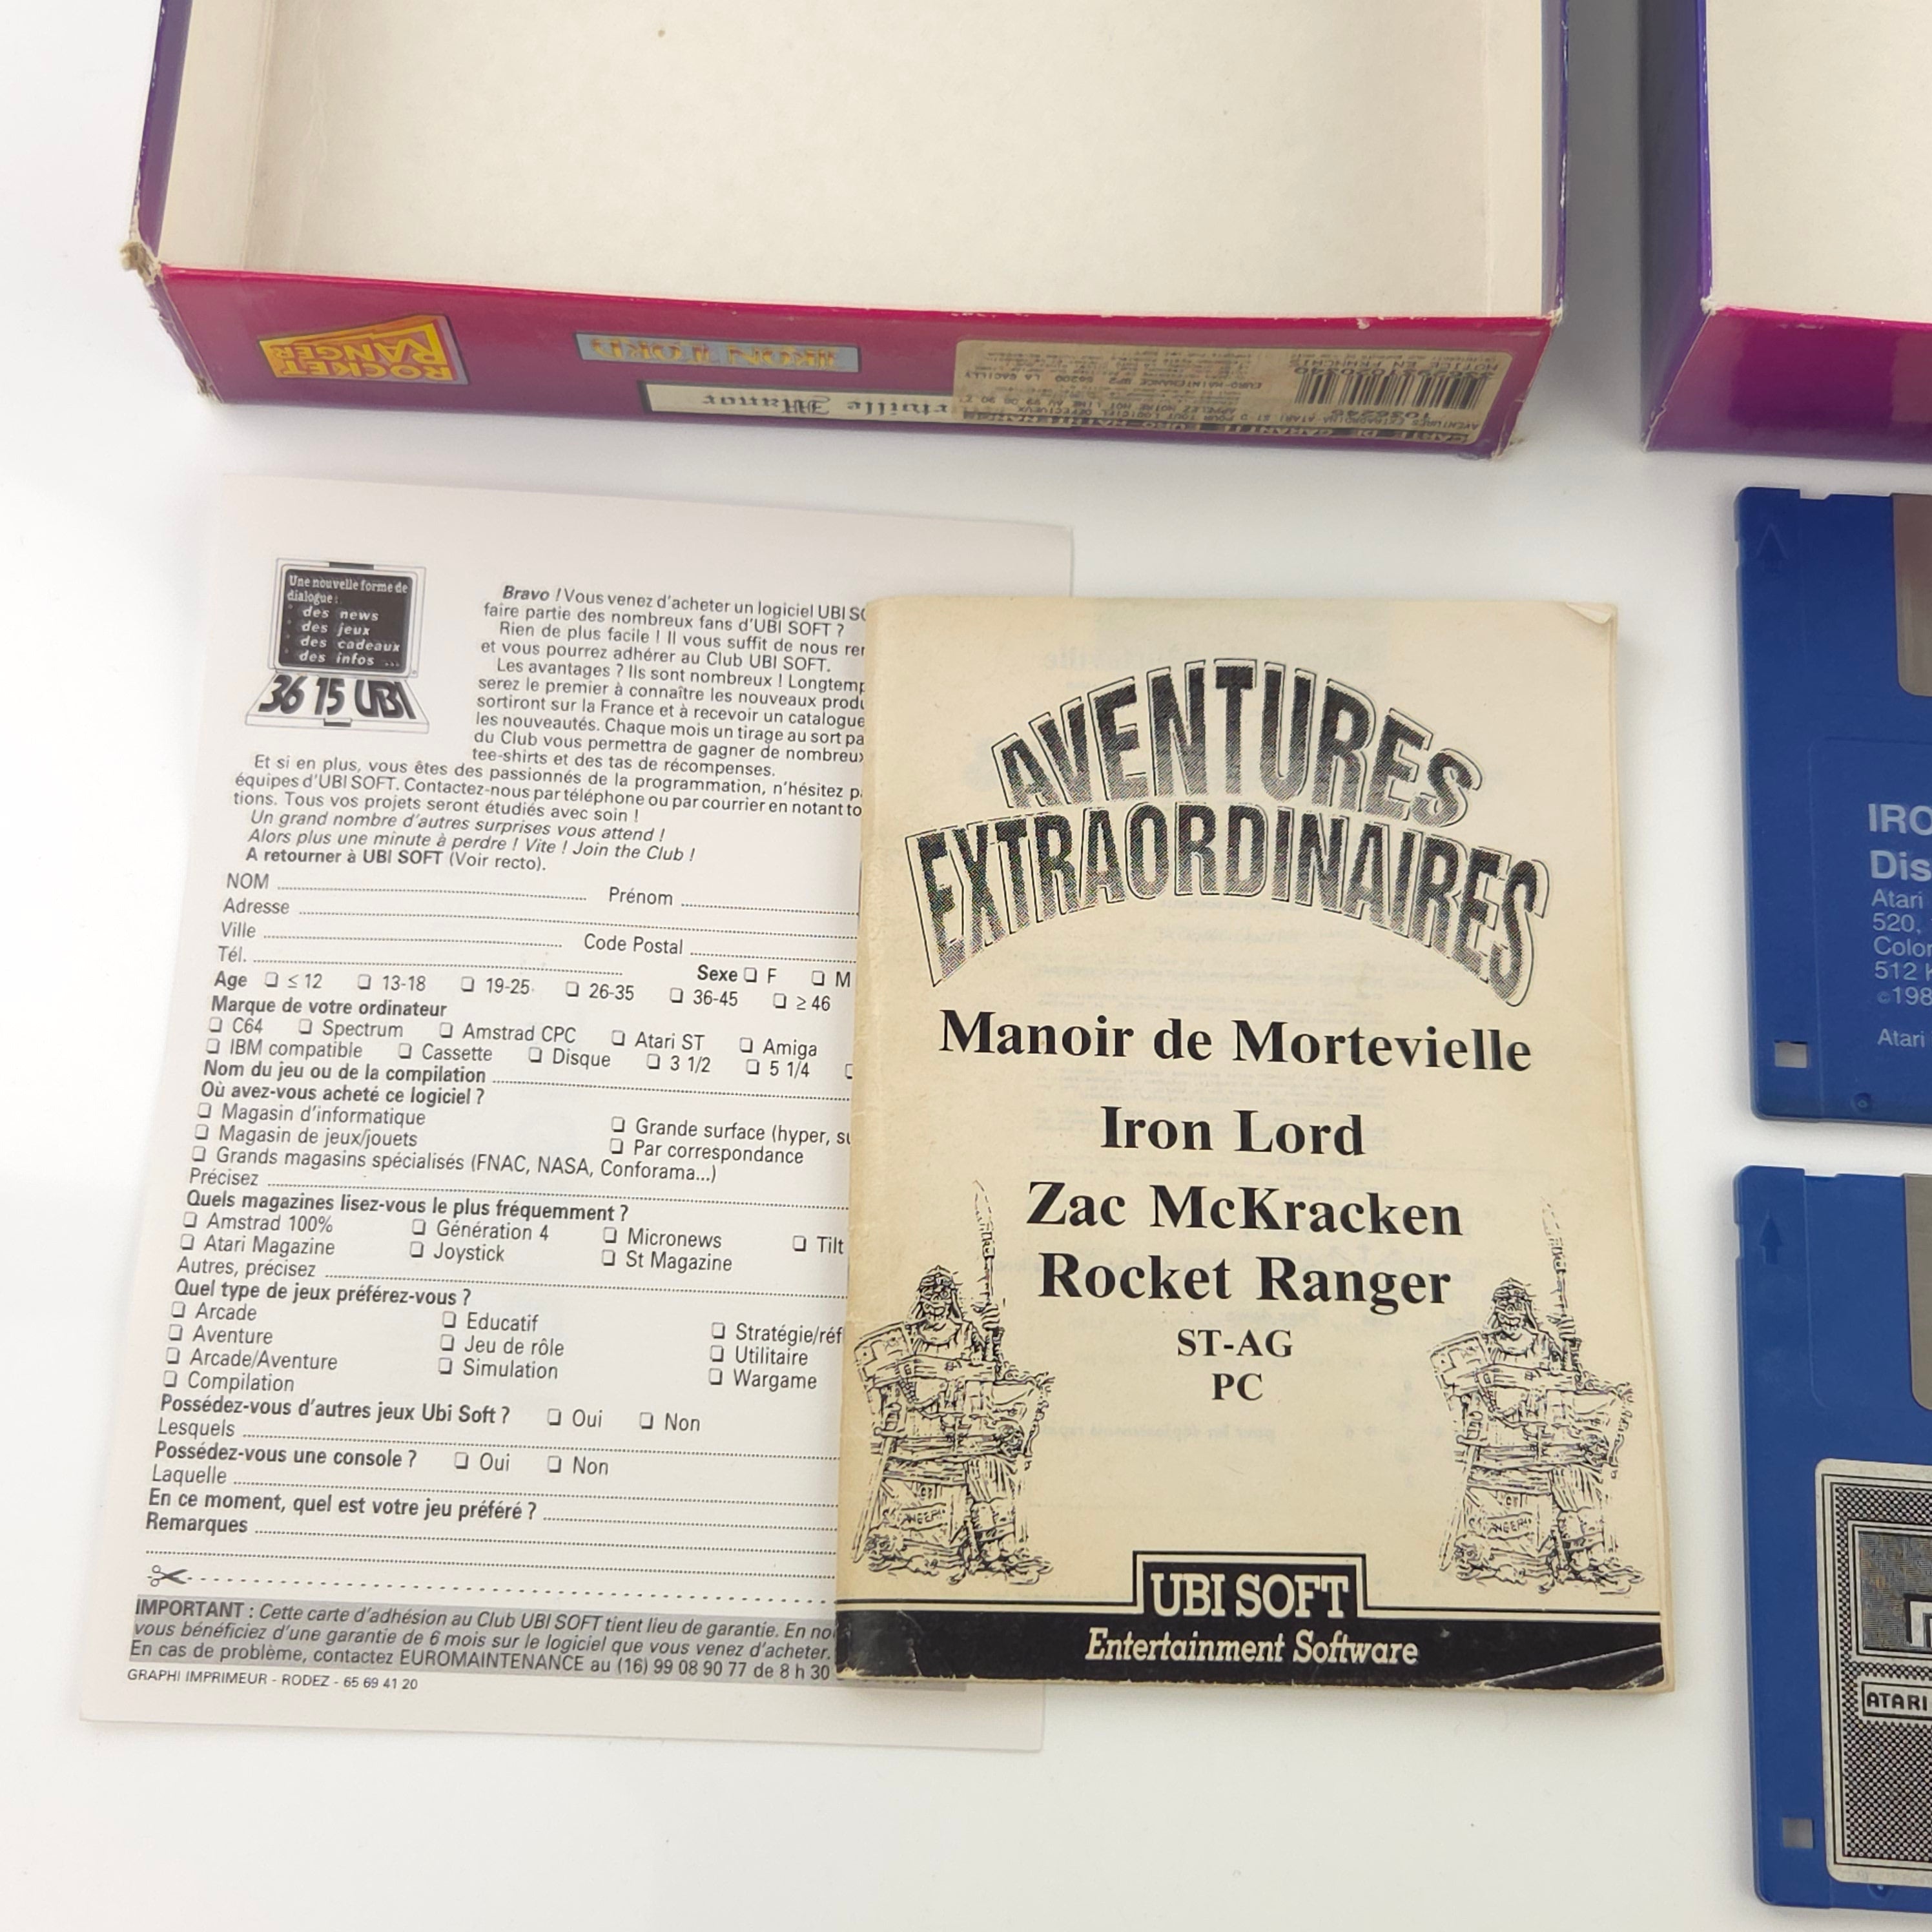 ROCKET
RANGER
IRON LORD
Manor
1036246
NOTICE EN FRANCAIS
Une nouvelle forme de
dialogue :
des news
des jeux
des cadeaux
des infos ...
36 15 UBI
Bravo ! Vous venez d'acheter un logiciel UBI
faire partie des nombreux fans d'UBI SOFT ?
Rien de plus facile ! Il vous suffit de nous
et vous pourrez adhérer au Club UBI SOFT.
Les avantages ? Ils sont nombreux !
serez le premier à connaître les nouveaux
sortiront sur la France et à recevoir un catalogue
les nouveautés. Chaque mois un tirage au sort
du Club vous permettra de gagner de nombreux
tee-shirts et des tas de récompenses.
Et si en plus, vous êtes des passionnés de la programmation, n'hésitez
équipes d'UBI SOFT. Contactez-nous par téléphone ou par courrier en notant
tions. Tous vos projets seront étudiés avec soin !
Un grand nombre d'autres surprises vous attend !
Alors plus une minute à perdre ! Vite ! Join the Club !
A retourner à UBI SOFT (Voir recto).
NOM Prénom
Adresse
Ville Code Postal
Tél. Sexe ❏ F ❏ M
Age ❏ ≤ 12 ❏ 13-18 ❏ 19-25 ❏ 26-35 ❏ 36-45 ❏ ≥ 46
Marque de votre ordinateur
❏ C64 ❏ Spectrum ❏ Amstrad CPC ❏ Atari ST ❏ Amiga
❏ IBM compatible ❏ Cassette ❏ Disque ❏ 3 1/2 ❏ 5 1/4
Nom du jeu ou de la compilation
Où avez-vous acheté ce logiciel ?
❏ Magasin d'informatique ❏ Grande surface (hyper,
❏ Magasin de jeux/jouets ❏ Par correspondance
❏ Grands magasins spécialisés (FNAC, NASA, Conforama...)
Précisez
Quels magazines lisez-vous le plus fréquemment ?
❏ Amstrad 100% ❏ Génération 4 ❏ Micronews ❏ Tilt
❏ Atari Magazine ❏ Joystick ❏ St Magazine
Autres, précisez
Quel type de jeux préférez-vous ?
❏ Arcade ❏ Educatif ❏ Stratégie/réf
❏ Aventure ❏ Jeu de rôle ❏ Utilitaire
❏ Arcade/Aventure ❏ Simulation ❏ Wargame
❏ Compilation
Possédez-vous d'autres jeux Ubi Soft ? ❏ Oui ❏ Non
Lesquels
Possédez-vous une console ? ❏ Oui ❏ Non
Laquelle
En ce moment, quel est votre jeu préféré ?
Remarques
IMPORTANT : Cette carte d'adhésion au Club UBI SOFT tient lieu de garantie. En
vous bénéficiez d'une garantie de 6 mois sur le logiciel que vous venez d'acheter.
En cas de problème, contactez EUROMAINTENANCE au (16) 99 08 90 77 de 8 h 30
GRAPHI IMPRIMEUR - RODEZ - 65 69 41 20
AVENTURES
EXTRAORDINAIRES
Manoir de Mortevielle
Iron Lord
Zac McKracken
Rocket Ranger
ST-AG
PC
UBI SOFT
Entertainment Software
IRO
Dis
Atari
520,
Color
512 K
©198
Atari
ATARI